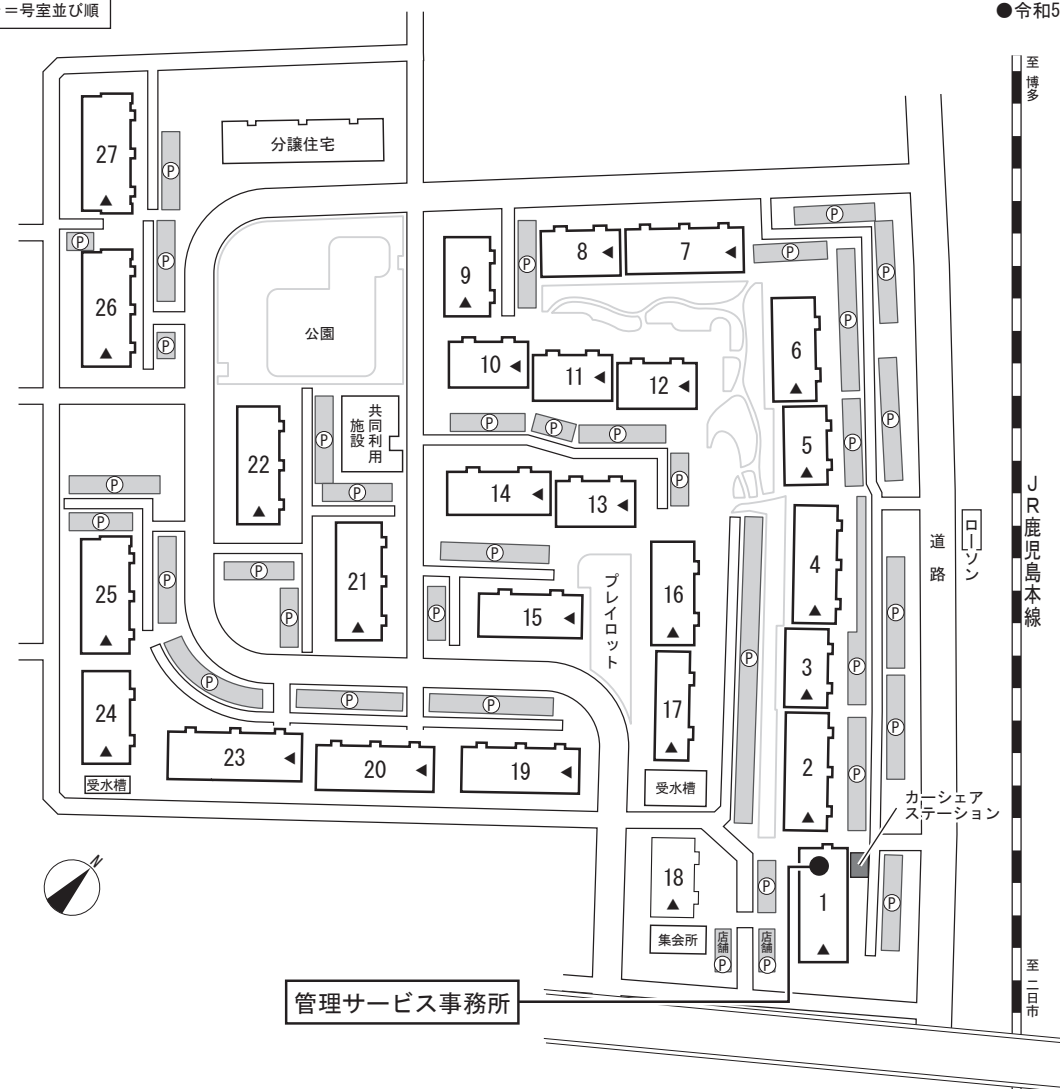 ＝号室並び順
●令和5
至 博多
27
分譲住宅
P
P
P
26
P
公園
9
P
8
7
P
P
P
6
P
10
11
12
22
P
共同利用
施設
P
P
P
P
5
P
P
P
P
P
14
13
4
道路
ローソン
JR鹿児島本線
25
P
P
P
21
P
P
15
プレイロット
16
P
P
3
P
24
P
P
P
17
P
受水槽
23
20
19
受水槽
2
P
カーシェア
ステーション
N
18
P
1
P
集会所
店舗
P
店舗
P
管理サービス事務所
至 二日市